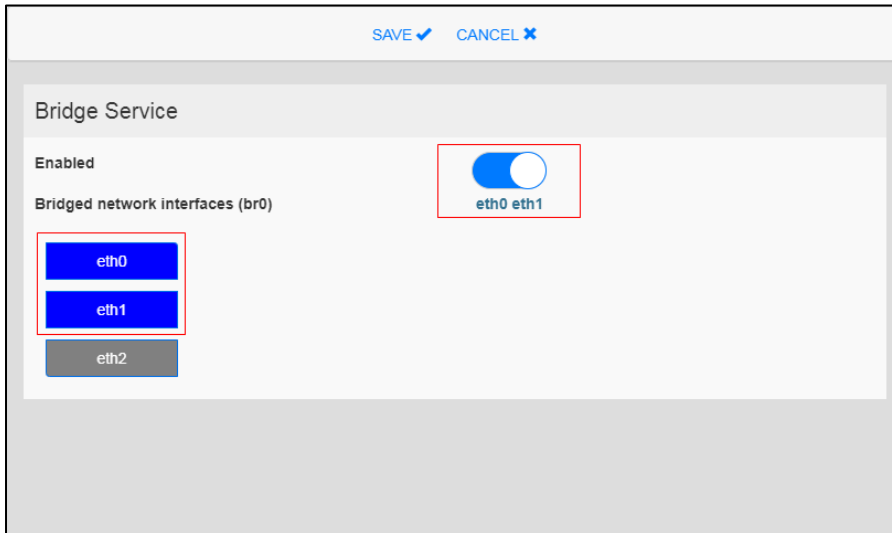 SAVE ✔ CANCEL ✖
Bridge Service
Enabled
Bridged network interfaces (br0) eth0 eth1
eth0
eth1
eth2